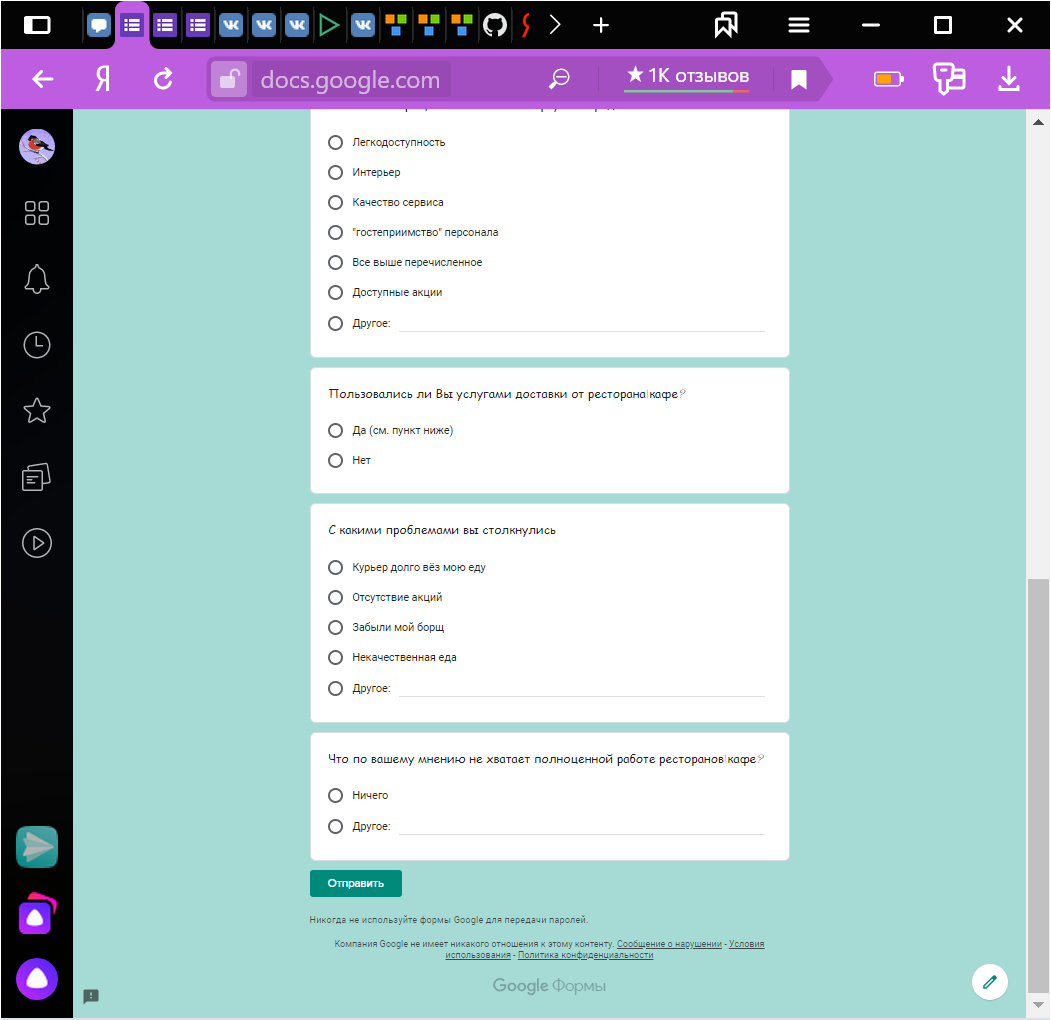 Я
docs.google.com
★ 1К отзывов
Легкодоступность
Интерьер
Качество сервиса
"гостеприимство" персонала
Все выше перечисленное
Доступные акции
Другое:
Пользовались ли Вы услугами доставки от ресторана|кафе?
Да (см. пункт ниже)
Нет
С какими проблемами вы столкнулись
Курьер долго вёз мою еду
Отсутствие акций
Забыли мой борщ
Некачественная еда
Другое:
Что по вашему мнению не хватает полноценной работе ресторанов|кафе?
Ничего
Другое:
Отправить
Никогда не используйте формы Google для передачи паролей.
Компания Google не имеет никакого отношения к этому контенту. Сообщение о нарушении - Условия
использования - Политика конфиденциальности
Google Формы